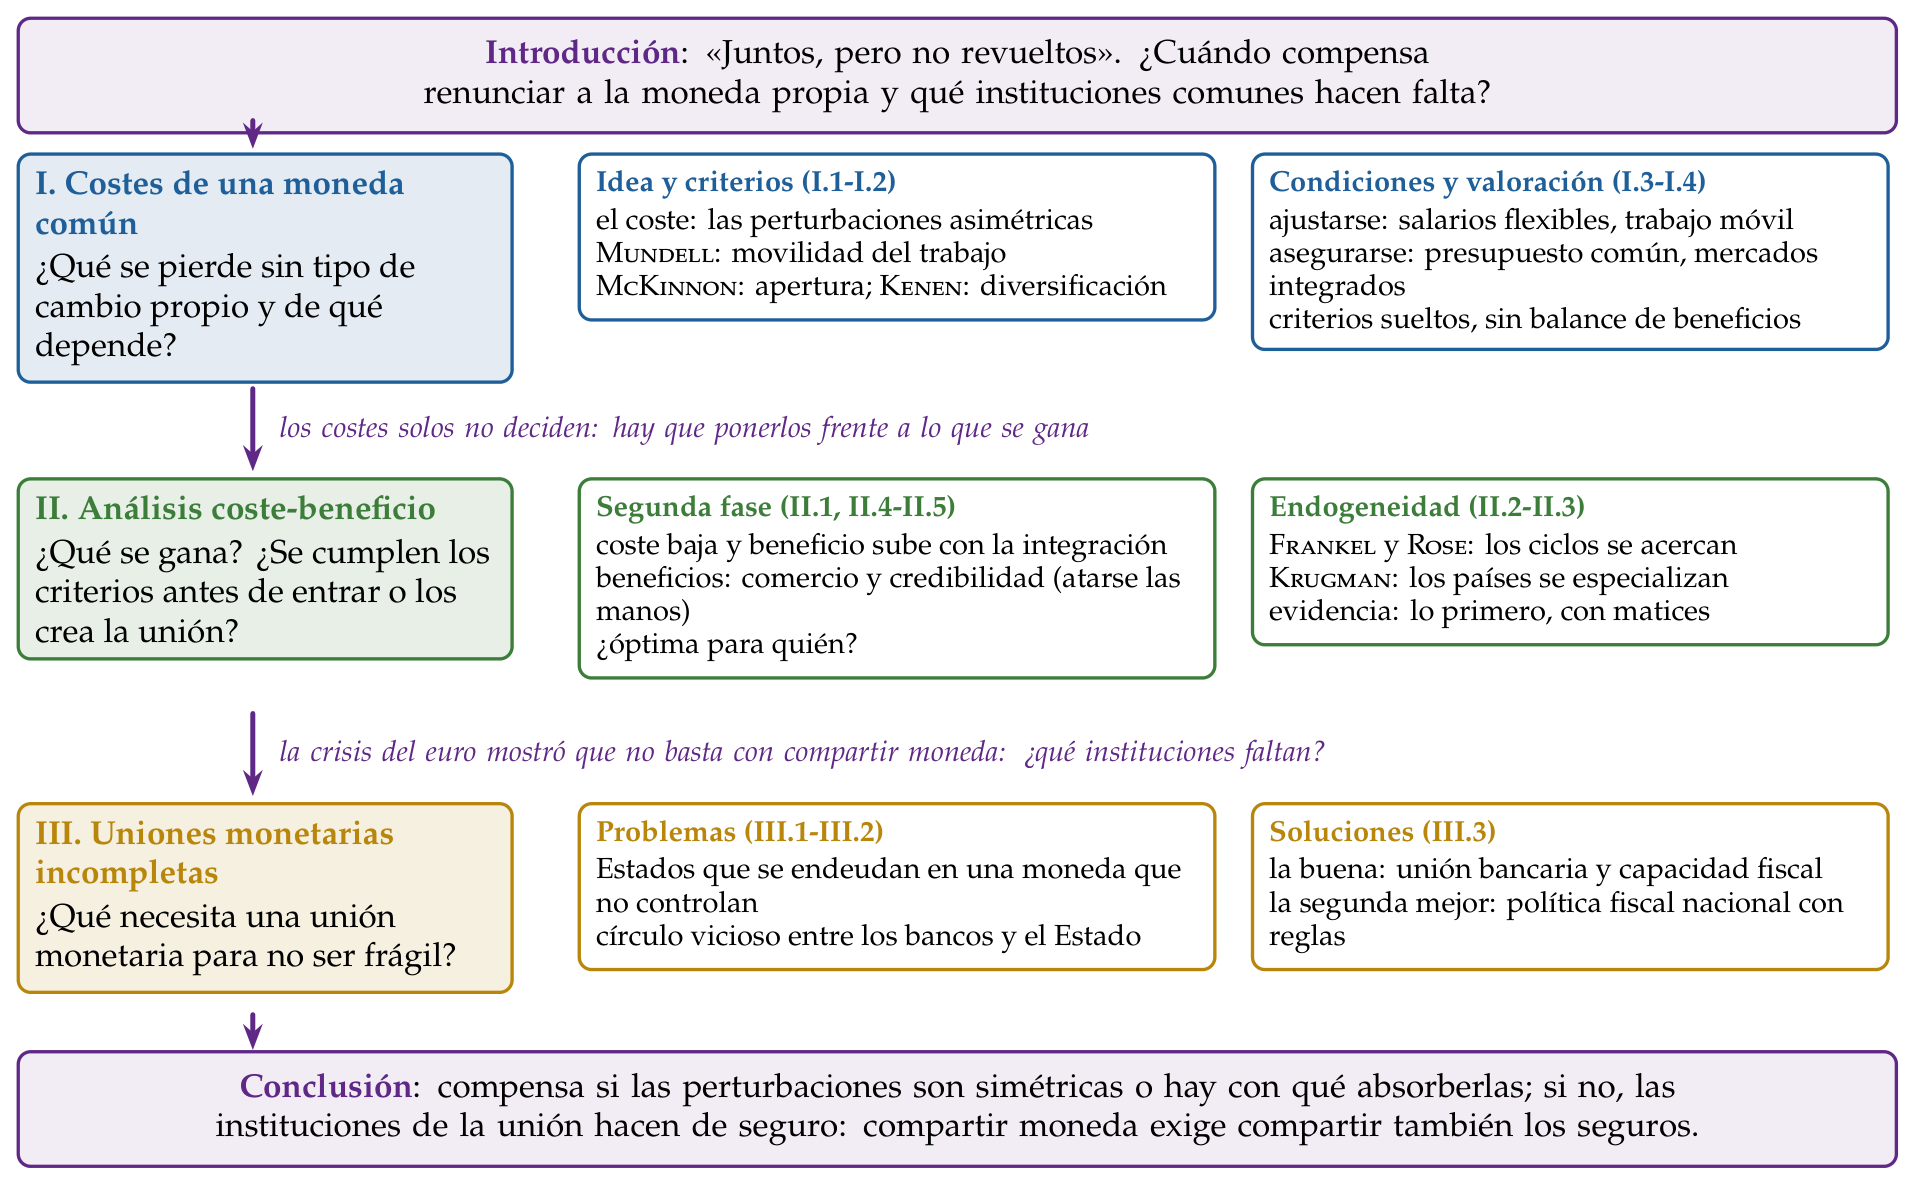 Introducción: «Juntos, pero no revueltos». ¿Cuándo compensa
renunciar a la moneda propia y qué instituciones comunes hacen falta?
I. Costes de una moneda
común
¿Qué se pierde sin tipo de
cambio propio y de qué
depende?
Idea y criterios (I.1-I.2)
el coste: las perturbaciones asimétricas
Mundell: movilidad del trabajo
McKinnon: apertura; Kenen: diversificación
Condiciones y valoración (I.3-I.4)
ajustarse: salarios flexibles, trabajo móvil
asegurarse: presupuesto común, mercados
integrados
criterios sueltos, sin balance de beneficios
los costes solos no deciden: hay que ponerlos frente a lo que se gana
II. Análisis coste-beneficio
¿Qué se gana? ¿Se cumplen los
criterios antes de entrar o los
crea la unión?
Segunda fase (II.1, II.4-II.5)
coste baja y beneficio sube con la integración
beneficios: comercio y credibilidad (atarse las
manos)
¿óptima para quién?
Endogeneidad (II.2-II.3)
Frankel y Rose: los ciclos se acercan
Krugman: los países se especializan
evidencia: lo primero, con matices
la crisis del euro mostró que no basta con compartir moneda: ¿qué instituciones faltan?
III. Uniones monetarias
incompletas
¿Qué necesita una unión
monetaria para no ser frágil?
Problemas (III.1-III.2)
Estados que se endeudan en una moneda que
no controlan
círculo vicioso entre los bancos y el Estado
Soluciones (III.3)
la buena: unión bancaria y capacidad fiscal
la segunda mejor: política fiscal nacional con
reglas
Conclusión: compensa si las perturbaciones son simétricas o hay con qué absorberlas; si no, las
instituciones de la unión hacen de seguro: compartir moneda exige compartir también los seguros.